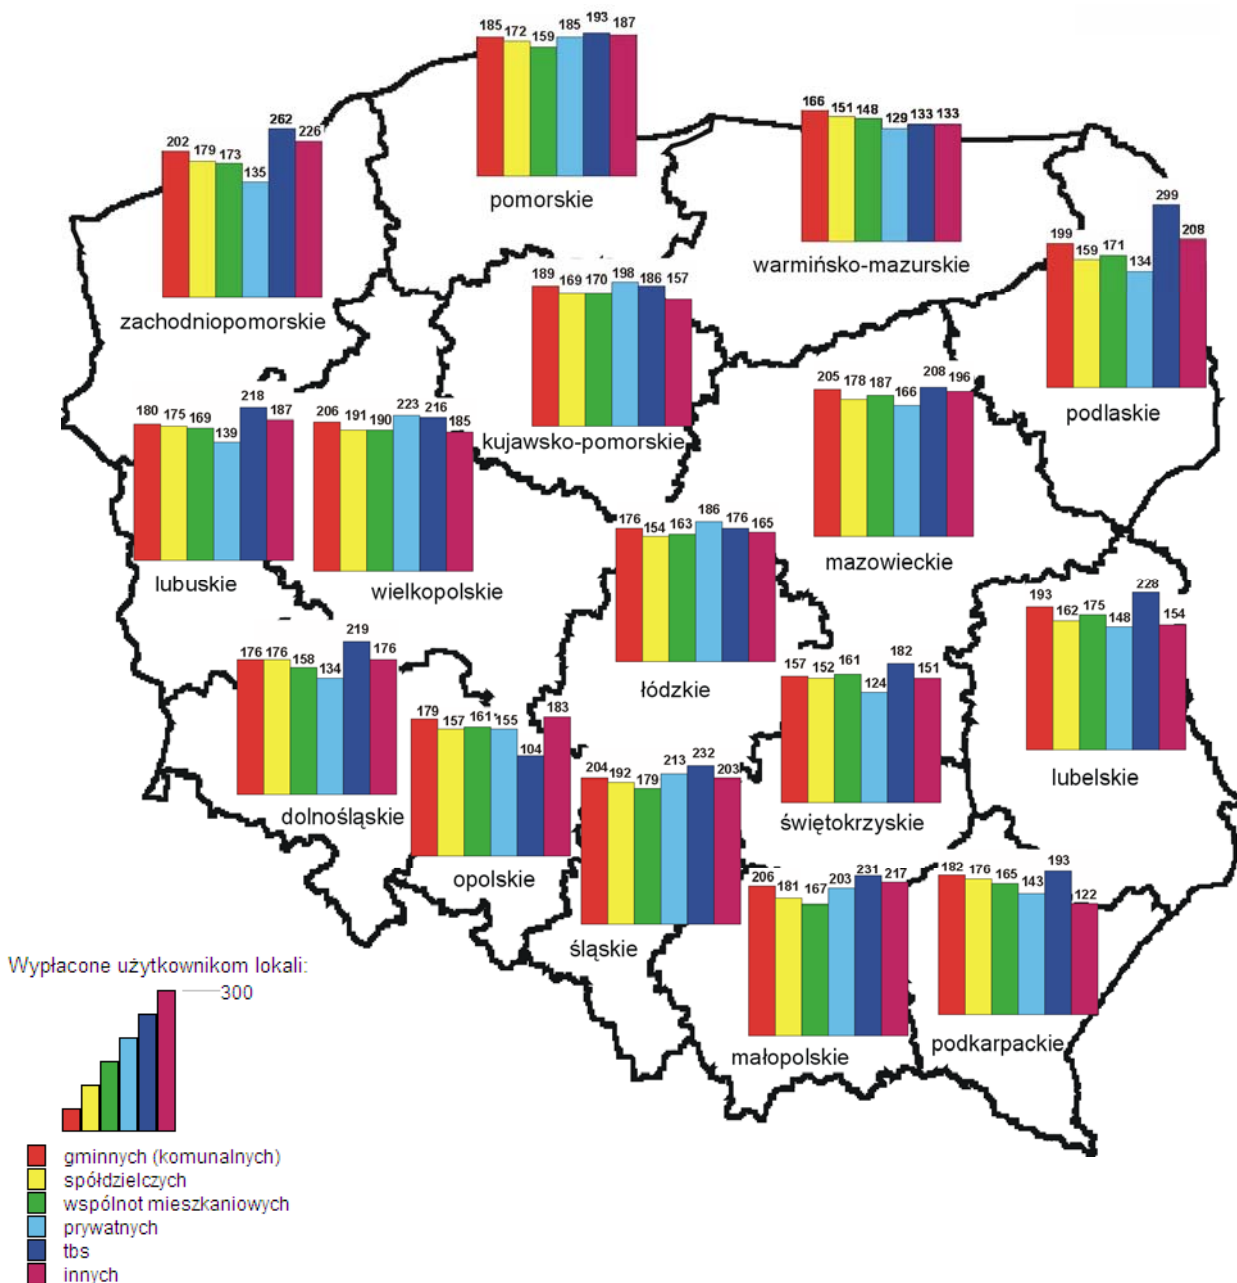 185 172 159 185 193 187
pomorskie
166 151 148 129 133 133
warmińsko-mazurskie
202 179 173 135 262 226
zachodniopomorskie
199 159 171 134 299 208
podlaskie
189 169 170 198 186 157
kujawsko-pomorskie
180 175 169 139 218 187
lubuskie
206 191 190 223 216 185
wielkopolskie
205 178 187 166 208 196
mazowieckie
176 154 163 186 176 165
łódzkie
193 162 175 148 228 154
lubelskie
176 176 158 134 219 176
dolnośląskie
179 157 161 155 104 183
opolskie
157 152 161 124 182 151
świętokrzyskie
204 192 179 213 232 203
śląskie
206 181 167 203 231 217
małopolskie
182 176 165 143 193 122
podkarpackie
Wypłacone użytkownikom lokali:
300
gminnych (komunalnych)
spółdzielczych
wspólnot mieszkaniowych
prywatnych
tbs
innych